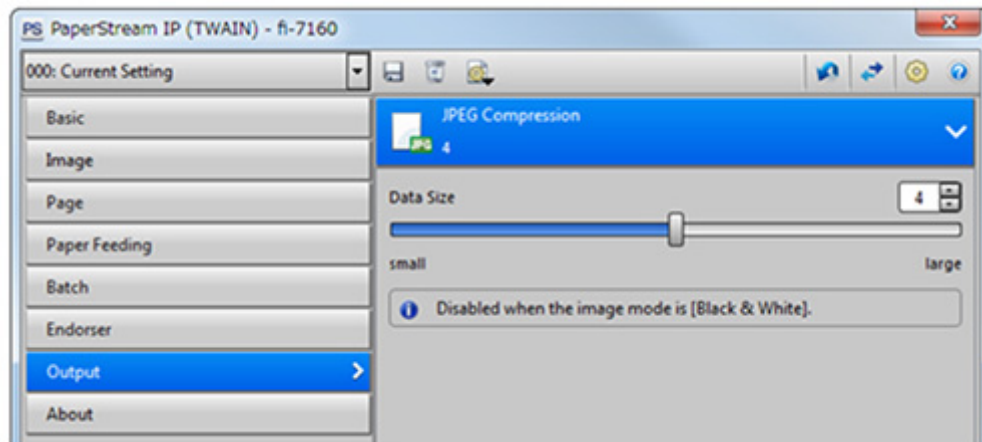 PS PaperStream IP (TWAIN) - fi-7160
000: Current Setting
Basic
Image
Page
Paper Feeding
Batch
Endorser
Output
About
JPEG Compression
JPG 4
Data Size 4
small large
Disabled when the image mode is [Black & White].